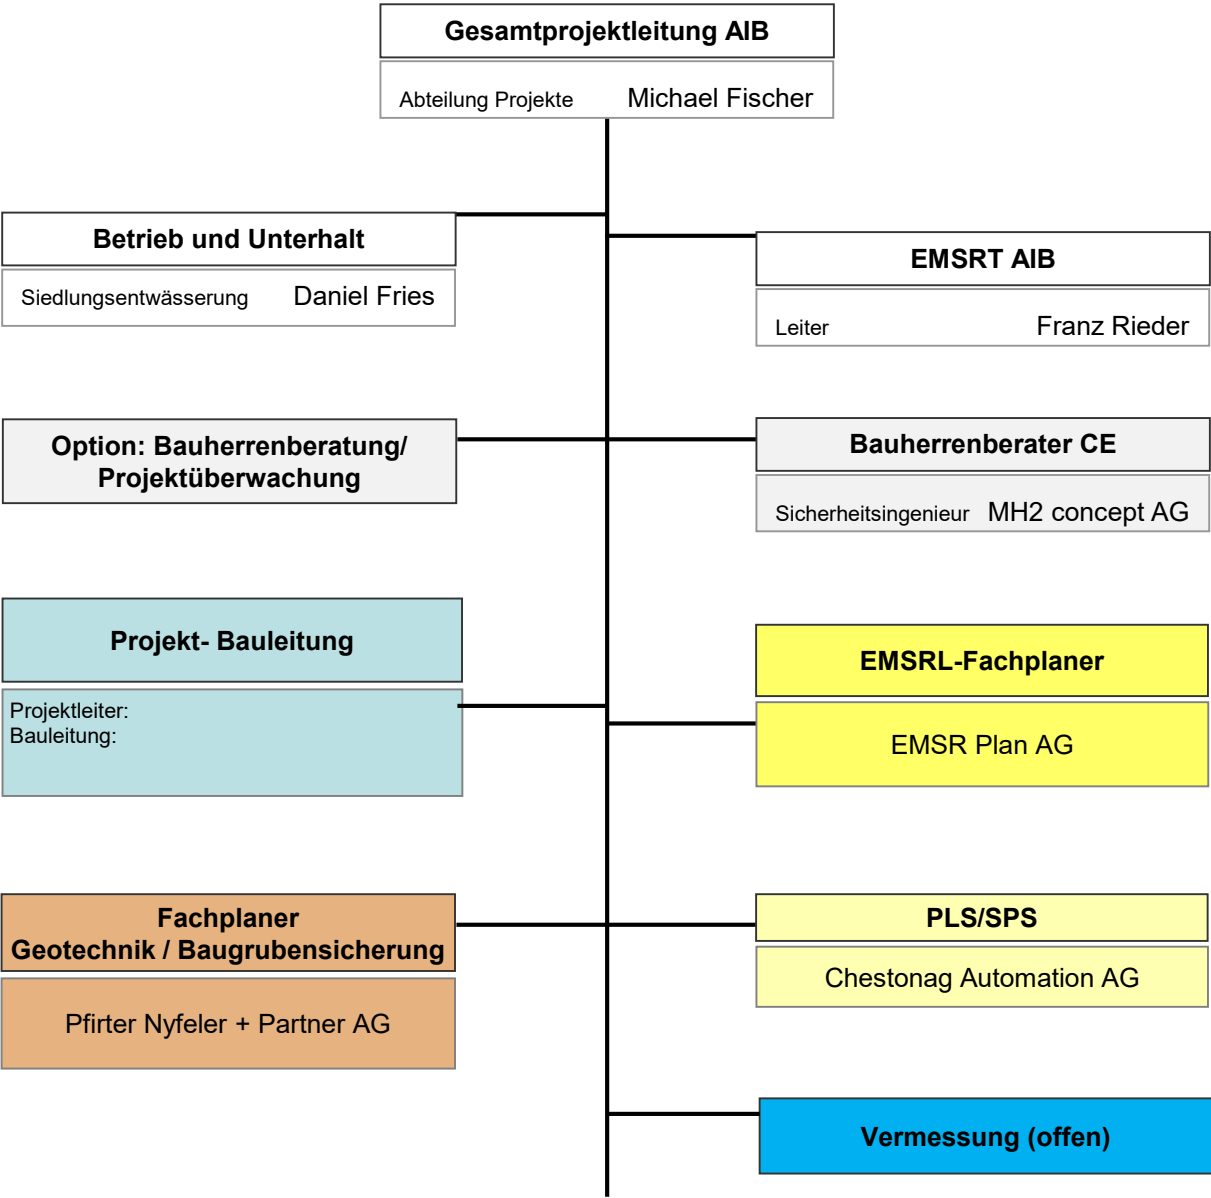 Gesamtprojektleitung AIB
Abteilung Projekte Michael Fischer
Betrieb und Unterhalt
Siedlungsentwässerung Daniel Fries
EMSRT AIB
Leiter Franz Rieder
Option: Bauherrenberatung/
Projektüberwachung
Bauherrenberater CE
Sicherheitsingenieur MH2 concept AG
Projekt- Bauleitung
Projektleiter:
Bauleitung:
EMSRL-Fachplaner
EMSR Plan AG
Fachplaner
Geotechnik / Baugrubensicherung
Pfirter Nyfeler + Partner AG
PLS/SPS
Chestonag Automation AG
Vermessung (offen)